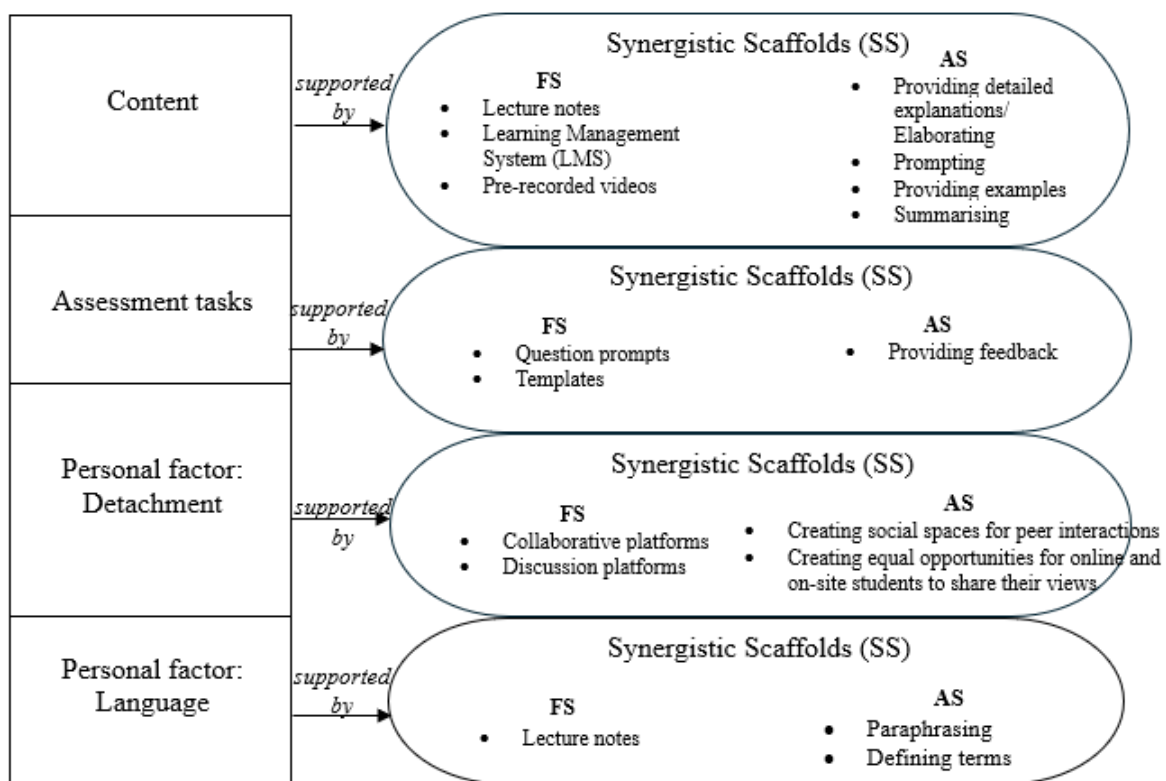 Content
supported
by
Synergistic Scaffolds (SS)
FS
• Lecture notes
• Learning Management
System (LMS)
• Pre-recorded videos
AS
• Providing detailed
explanations/
Elaborating
• Prompting
• Providing examples
• Summarising
Assessment tasks
supported
by
Synergistic Scaffolds (SS)
FS
• Question prompts
• Templates
AS
• Providing feedback
Personal factor:
Detachment
supported
by
Synergistic Scaffolds (SS)
FS
• Collaborative platforms
• Discussion platforms
AS
• Creating social spaces for peer interactions
• Creating equal opportunities for online and
on-site students to share their views
Personal factor:
Language
supported
by
Synergistic Scaffolds (SS)
FS
• Lecture notes
AS
• Paraphrasing
• Defining terms